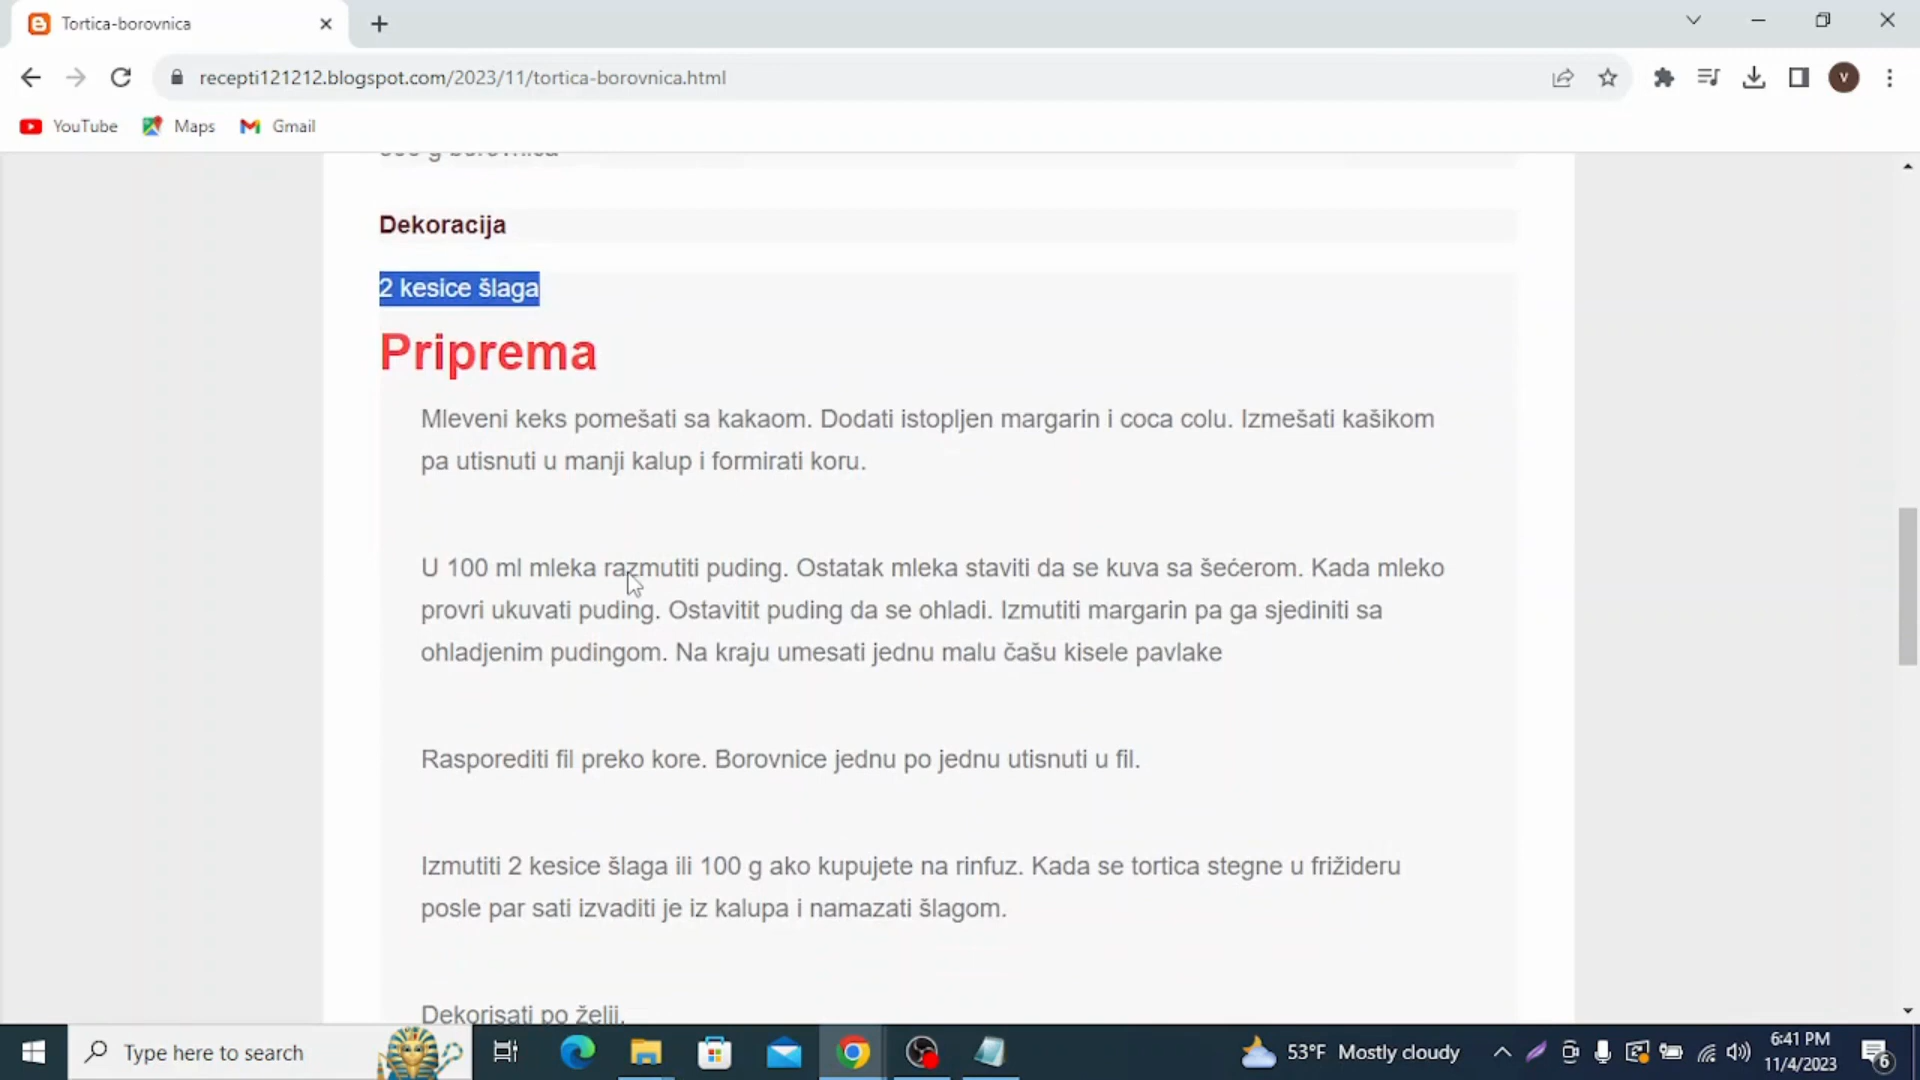 Tortica-borovnica
recepti121212.blogspot.com/2023/11/tortica-borovnica.html
V
YouTube
Maps
Gmail
Dekoracija
2 kesice šlaga
Priprema
Mleveni keks pomešati sa kakaom. Dodati istopljen margarin i coca colu. Izmešati kašikom
pa utisnuti u manji kalup i formirati koru.
U 100 ml mleka razmutiti puding. Ostatak mleka staviti da se kuva sa šećerom. Kada mleko
provri ukuvati puding. Ostavitit puding da se ohladi. Izmutiti margarin pa ga sjediniti sa
ohladjenim pudingom. Na kraju umesati jednu malu čašu kisele pavlake
Rasporediti fil preko kore. Borovnice jednu po jednu utisnuti u fil.
Izmutiti 2 kesice šlaga ili 100 g ako kupujete na rinfuz. Kada se tortica stegne u frižideru
posle par sati izvaditi je iz kalupa i namazati šlagom.
Dekorisati po želji.
Type here to search
53°F Mostly cloudy
6:41 PM
11/4/2023
6